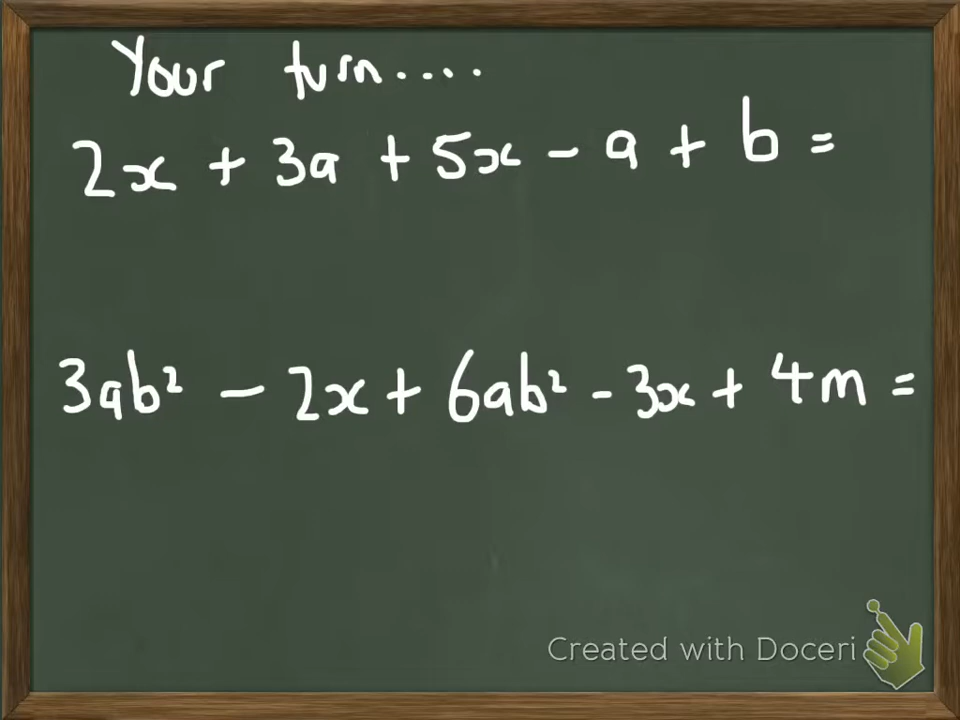 Your turn....
2x + 3a + 5x - a + b =
3ab² - 2x + 6ab² - 3x + 4m =
Created with Doceri